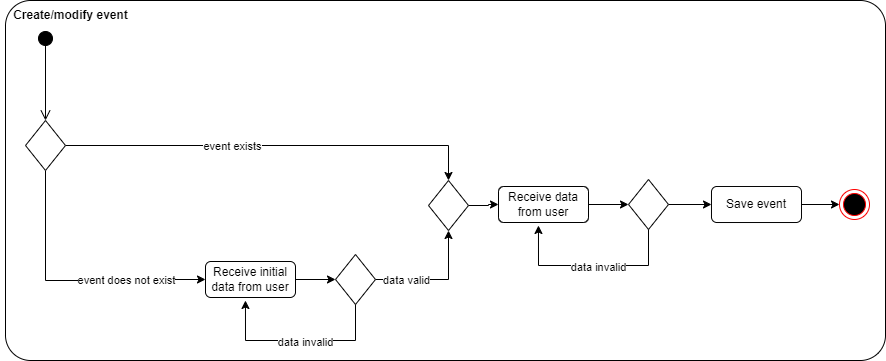 Create/modify event
event exists
Receive data
from user
Save event
data invalid
event does not exist
Receive initial
data from user
data valid
data invalid